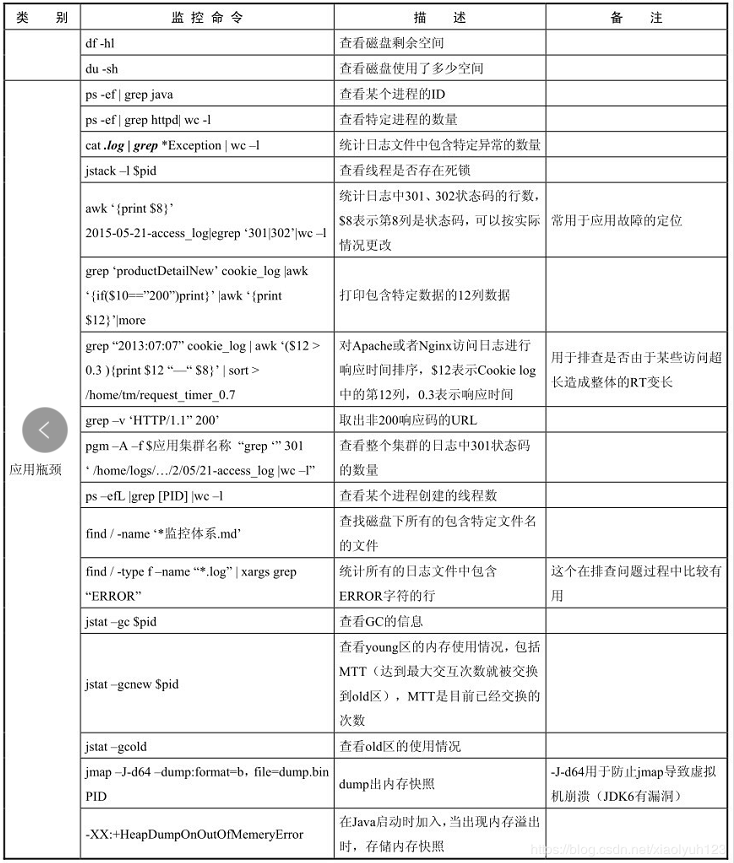 类 别 监 控 命 令 描 述 备 注
df -hl 查看磁盘剩余空间
du -sh 查看磁盘使用了多少空间
应用瓶颈
ps -ef | grep java 查看某个进程的ID
ps -ef | grep httpd| wc -l 查看特定进程的数量
cat .log | grep *Exception | wc –l 统计日志文件中包含特定异常的数量
jstack –l $pid 查看线程是否存在死锁
awk ‘{print $8}’
2015-05-21-access_log|egrep ‘301|302’|wc –l
统计日志中301、302状态码的行数，
$8表示第8列是状态码，可以按实际
情况更改
常用于应用故障的定位
grep ‘productDetailNew’ cookie_log |awk
‘{if($10==”200”)print}’ |awk ‘{print
$12}’|more
打印包含特定数据的12列数据
grep “2013:07:07” cookie_log | awk ‘($12 >
0.3 ){print $12 “—“ $8}’ | sort >
/home/tm/request_timer_0.7
对Apache或者Nginx访问日志进行
响应时间排序，$12表示Cookie log
中的第12列，0.3表示响应时间
用于排查是否由于某些访问超
长造成整体的RT变长
grep –v ‘HTTP/1.1” 200’ 取出非200响应码的URL
pgm –A –f $应用集群名称 “grep ‘” 301
‘ /home/logs/…/2/05/21-access_log |wc –l”
查看整个集群的日志中301状态码
的数量
ps –efL |grep [PID] |wc –l 查看某个进程创建的线程数
find / -name ‘*监控体系.md’
查找磁盘下所有的包含特定文件名
的文件
find / -type f –name “*.log” | xargs grep
“ERROR”
统计所有的日志文件中包含
ERROR字符的行
这个在排查问题过程中比较有
用
jstat –gc $pid 查看GC的信息
jstat –gcnew $pid
查看young区的内存使用情况，包括
MTT（达到最大交互次数就被交换
到old区），MTT是目前已经交换的
次数
jstat –gcold 查看old区的使用情况
jmap –J-d64 –dump:format=b，file=dump.bin
PID
dump出内存快照
-J-d64用于防止jmap导致虚拟
机崩溃（JDK6有漏洞）
-XX:+HeapDumpOnOutOfMemeryError
在Java启动时加入，当出现内存溢出
时，存储内存快照
https://blog.csdn.net/xiaolyuh123